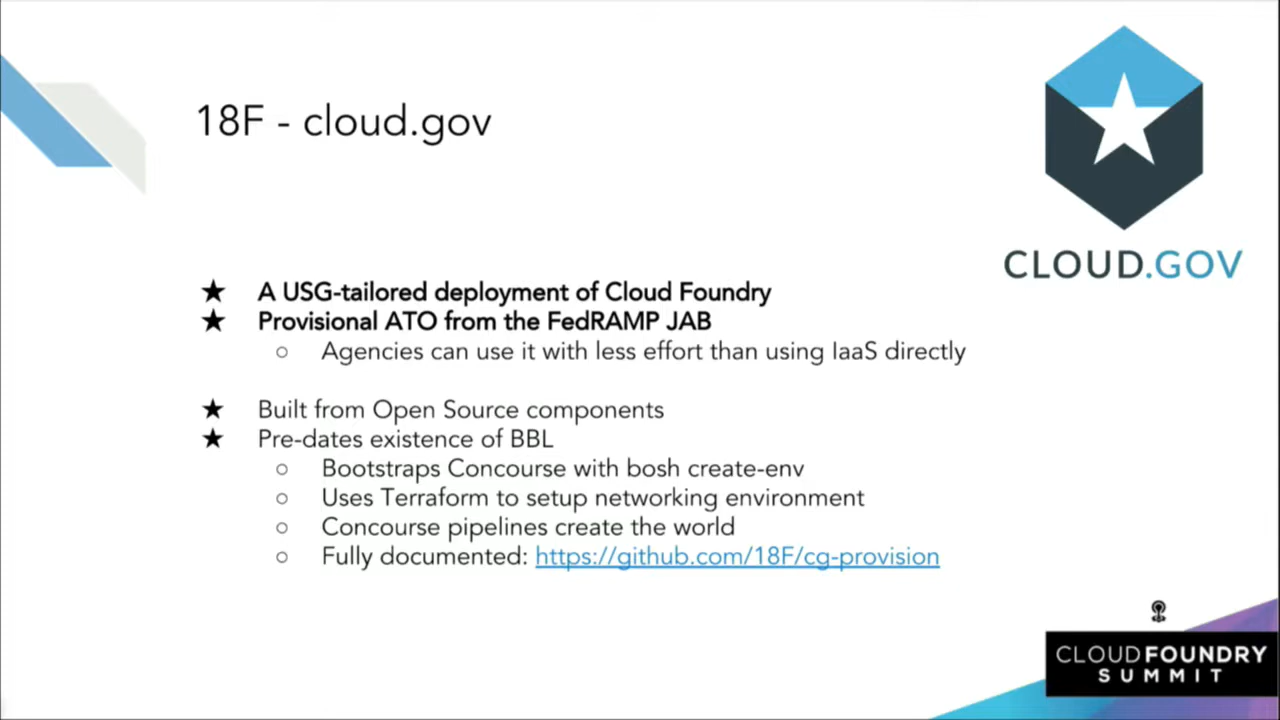 18F - cloud.gov
CLOUD.GOV
★ A USG-tailored deployment of Cloud Foundry
★ Provisional ATO from the FedRAMP JAB
○ Agencies can use it with less effort than using IaaS directly
★ Built from Open Source components
★ Pre-dates existence of BBL
○ Bootstraps Concourse with bosh create-env
○ Uses Terraform to setup networking environment
○ Concourse pipelines create the world
○ Fully documented: https://github.com/18F/cg-provision
CLOUDFOUNDRY
SUMMIT